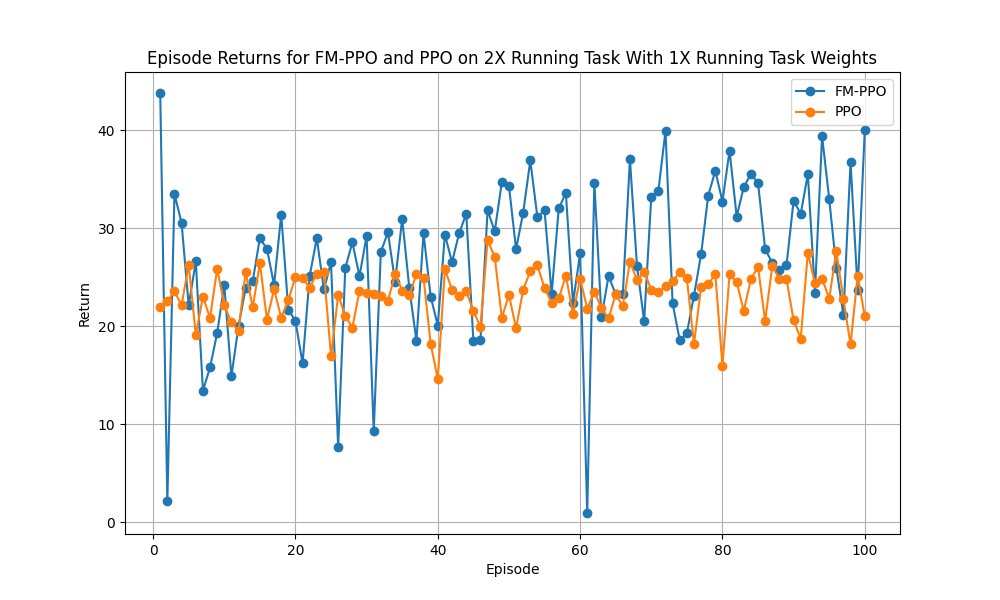 Episode Returns for FM-PPO and PPO on 2X Running Task With 1X Running Task Weights
FM-PPO
PPO
40
30
20
10
0
Return
0 20 40 60 80 100
Episode